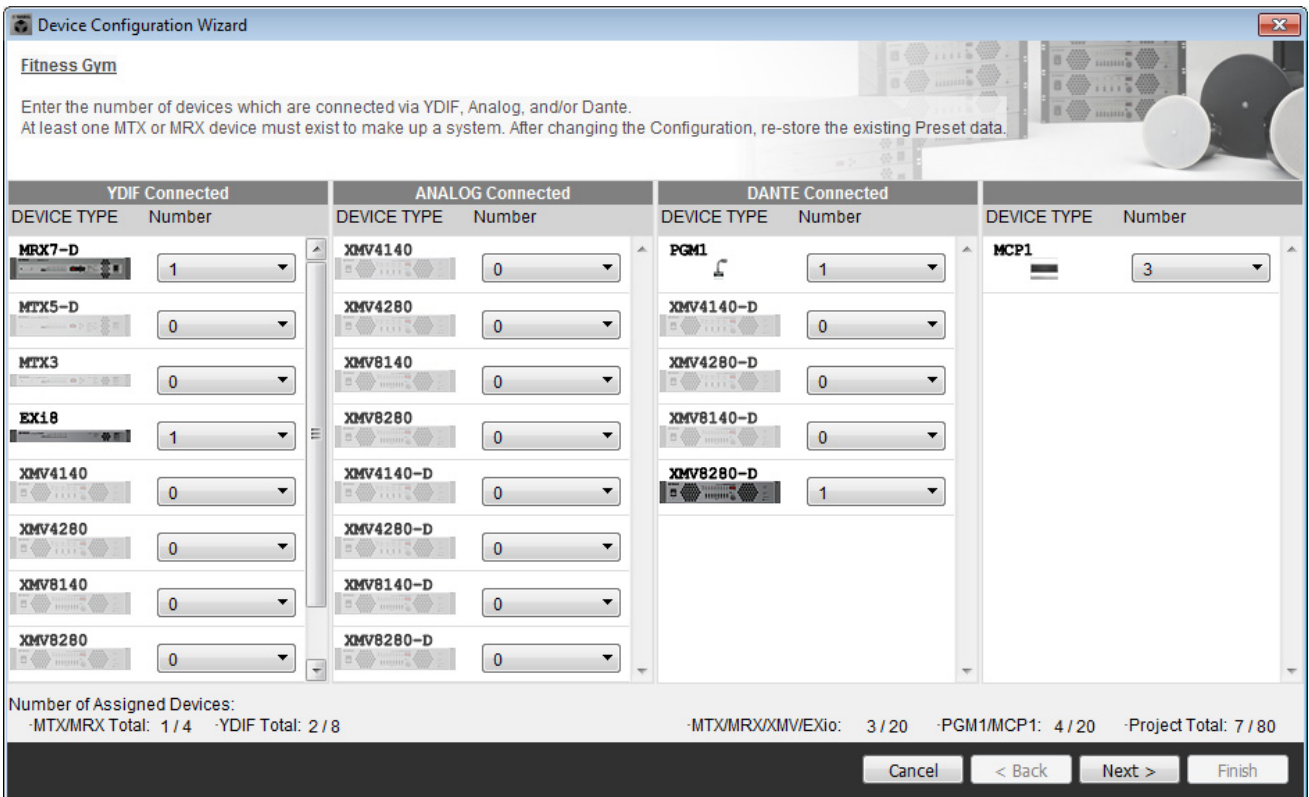 Device Configuration Wizard
Fitness Gym
Enter the number of devices which are connected via YDIF, Analog, and/or Dante.
At least one MTX or MRX device must exist to make up a system. After changing the Configuration, re-store the existing Preset data.
YDIF Connected
DEVICE TYPE Number
MRX7-D
1
MTX5-D
0
MTX3
0
EXi8
1
XMV4140
0
XMV4280
0
XMV8140
0
XMV8280
0
ANALOG Connected
DEVICE TYPE Number
XMV4140
0
XMV4280
0
XMV8140
0
XMV8280
0
XMV4140-D
0
XMV4280-D
0
XMV8140-D
0
XMV8280-D
0
DANTE Connected
DEVICE TYPE Number
PGM1
1
XMV4140-D
0
XMV4280-D
0
XMV8140-D
0
XMV8280-D
1
DEVICE TYPE Number
MCP1
3
Number of Assigned Devices:
-MTX/MRX Total: 1 / 4 -YDIF Total: 2 / 8 -MTX/MRX/XMV/EXio: 3 / 20 -PGM1/MCP1: 4 / 20 -Project Total: 7 / 80
Cancel < Back Next > Finish